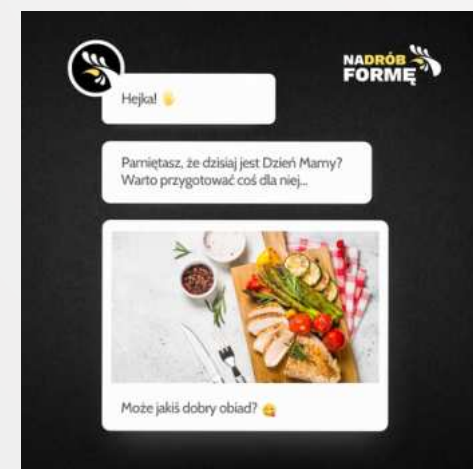 NADRÓB
FORMĘ
Hejka! 👋
Pamiętasz, że dzisiaj jest Dzień Mamy?
Warto przygotować coś dla niej...
Może jakiś dobry obiad? 😋